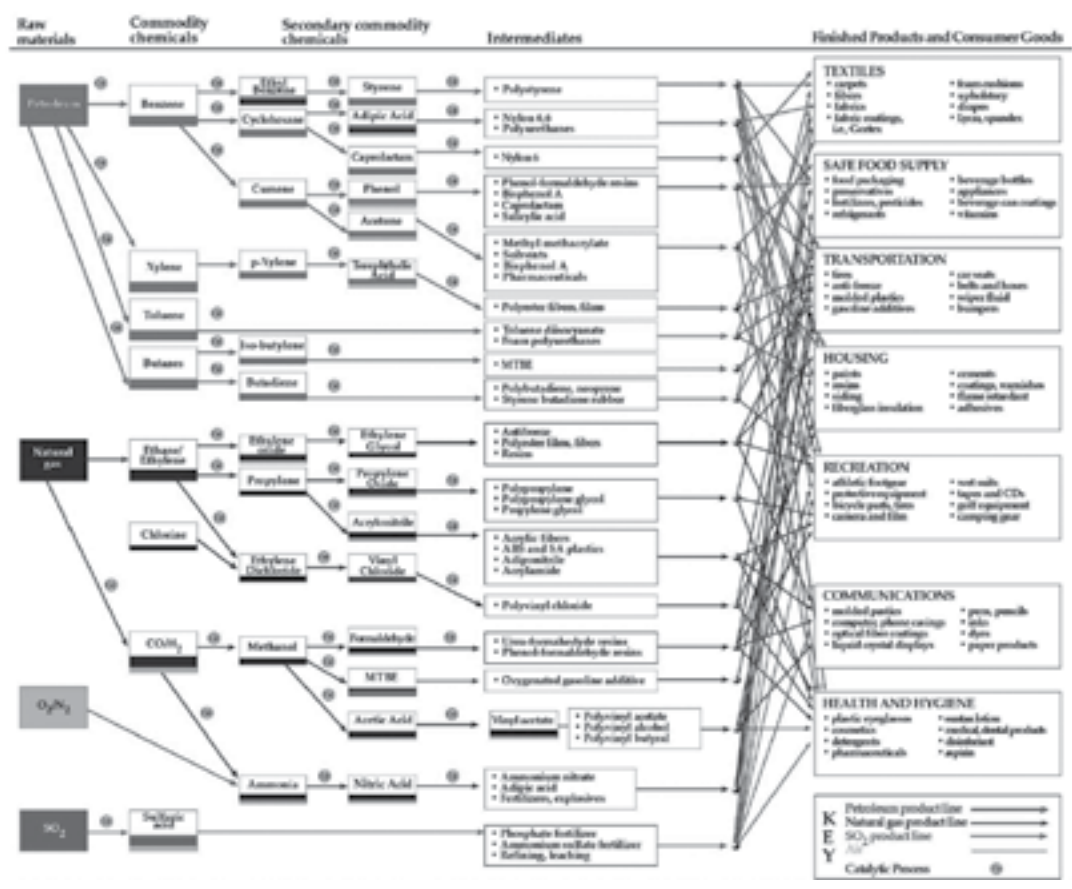 Raw materials
Commodity chemicals
Secondary commodity chemicals
Intermediates
Finished Products and Consumer Goods
Petroleum
Benzene
Ethyl Benzene
Styrene
• Polystyrene
Cyclohexane
Adipic Acid
• Nylon 6,6
• Polyurethanes
Caprolactam
• Nylon 6
Cumene
Phenol
• Phenol-formaldehyde resins
• Bisphenol A
• Caprolactam
• Salicylic acid
Acetone
• Methyl methacrylate
• Solvents
• Bisphenol A
• Pharmaceuticals
Xylene
p-Xylene
Terephthalic Acid
• Polyester fibers, films
Toluene
• Toluene diisocyanate
• Foam polyurethanes
Butanes
Iso-butylene
• MTBE
Butadiene
• Polybutadiene, neoprene
• Styrene butadiene rubber
Natural gas
Ethane/ Ethylene
Ethylene oxide
Ethylene Glycol
• Antifreeze
• Polyester films, fibers
• Resins
Propylene
Propylene Oxide
• Polypropylene
• Polypropylene glycol
• Propylene glycol
Acrylonitrile
• Acrylic fibers
• ABS and SA plastics
• Adiponitrile
• Acrylamide
Chlorine
Ethylene Dichloride
Vinyl Chloride
• Polyvinyl chloride
CO/H2
Methanol
Formaldehyde
• Urea-formaldehyde resins
• Phenol-formaldehyde resins
MTBE
• Oxygenated gasoline additive
Acetic Acid
Vinyl acetate
• Polyvinyl acetate
• Polyvinyl alcohol
• Polyvinyl butyral
O2/N2
Ammonia
Nitric Acid
• Ammonium nitrate
• Adipic acid
• Fertilizers, explosives
SO2
Sulfuric acid
• Phosphate fertilizer
• Ammonium sulfate fertilizer
• Refining, leaching
TEXTILES
• carpets
• fibers
• fabrics
• fabric coatings, i.e., Gortex
• foam cushions
• upholstery
• drapes
• lycra, spandex
SAFE FOOD SUPPLY
• food packaging
• preservatives
• fertilizers, pesticides
• refrigerants
• beverage bottles
• appliances
• beverage can coatings
• vitamins
TRANSPORTATION
• tires
• anti-freeze
• molded plastics
• gasoline additives
• car seats
• belts and hoses
• wiper fluid
• bumpers
HOUSING
• paints
• resins
• siding
• fiberglass insulation
• cements
• coatings, varnishes
• flame retardant
• adhesives
RECREATION
• athletic footgear
• protective equipment
• bicycle parts, tires
• camera and film
• wet suits
• tapes and CDs
• golf equipment
• camping gear
COMMUNICATIONS
• molded parties
• computer, phone casings
• optical fiber coatings
• liquid crystal displays
• pens, pencils
• inks
• dyes
• paper products
HEALTH AND HYGIENE
• plastic eyeglasses
• cosmetics
• detergents
• pharmaceuticals
• suntan lotion
• medical, dental products
• disinfectant
• aspirin
KEY
Petroleum product line
Natural gas product line
SO2 product line
Air
Catalytic Process